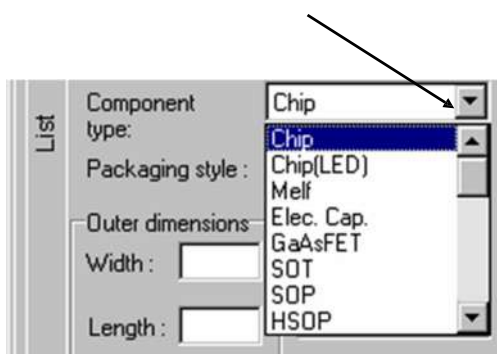 List
Component type:
Chip
Packaging style :
Outer dimensions
Width :
Length :
Chip
Chip(LED)
Melf
Elec. Cap.
GaAsFET
SOT
SOP
HSOP